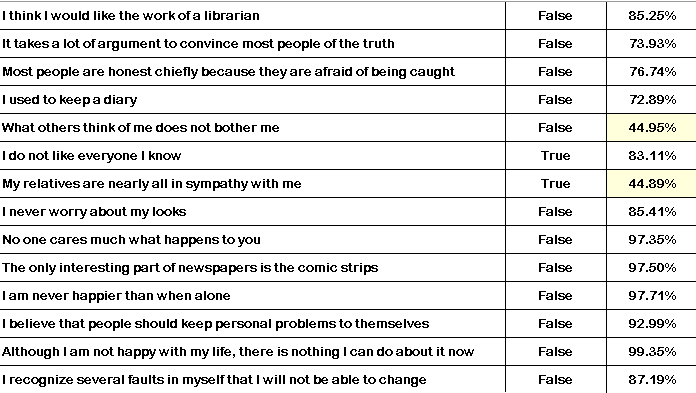 I think I would like the work of a librarian False 85.25%
It takes a lot of argument to convince most people of the truth False 73.93%
Most people are honest chiefly because they are afraid of being caught False 76.74%
I used to keep a diary False 72.89%
What others think of me does not bother me False 44.95%
I do not like everyone I know True 83.11%
My relatives are nearly all in sympathy with me True 44.89%
I never worry about my looks False 85.41%
No one cares much what happens to you False 97.35%
The only interesting part of newspapers is the comic strips False 97.50%
I am never happier than when alone False 97.71%
I believe that people should keep personal problems to themselves False 92.99%
Although I am not happy with my life, there is nothing I can do about it now False 99.35%
I recognize several faults in myself that I will not be able to change False 87.19%